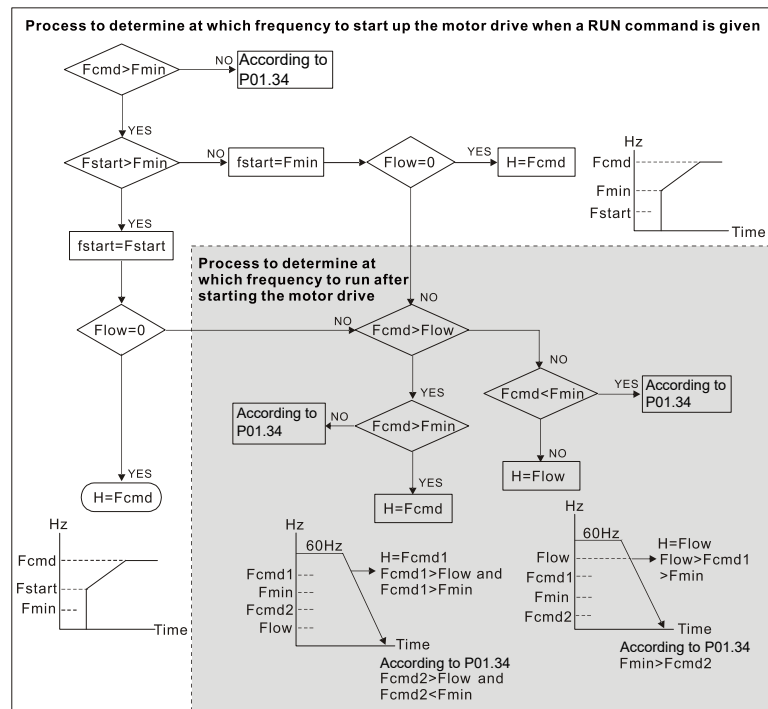 Process to determine at which frequency to start up the motor drive when a RUN command is given
Fcmd>Fmin
NO
According to
P01.34
YES
Fstart>Fmin
NO
fstart=Fmin
Flow=0
YES
H=Fcmd
Hz
Fcmd
Fmin
Fstart
Time
YES
fstart=Fstart
Process to determine at
which frequency to run after
starting the motor drive
NO
Flow=0
NO
Fcmd>Flow
NO
YES
Fcmd<Fmin
YES
According to
P01.34
According to
P01.34
NO
Fcmd>Fmin
NO
H=Flow
YES
H=Fcmd
YES
H=Fcmd
Hz
Fcmd
Fstart
Fmin
Time
Hz
60Hz
H=Fcmd1
Fcmd1>Flow and
Fcmd1>Fmin
Fcmd1
Fmin
Fcmd2
Flow
Time
According to P01.34
Fcmd2>Flow and
Fcmd2<Fmin
Hz
60Hz
H=Flow
Flow>Fcmd1
>Fmin
Flow
Fcmd1
Fmin
Fcmd2
Time
According to P01.34
Fmin>Fcmd2